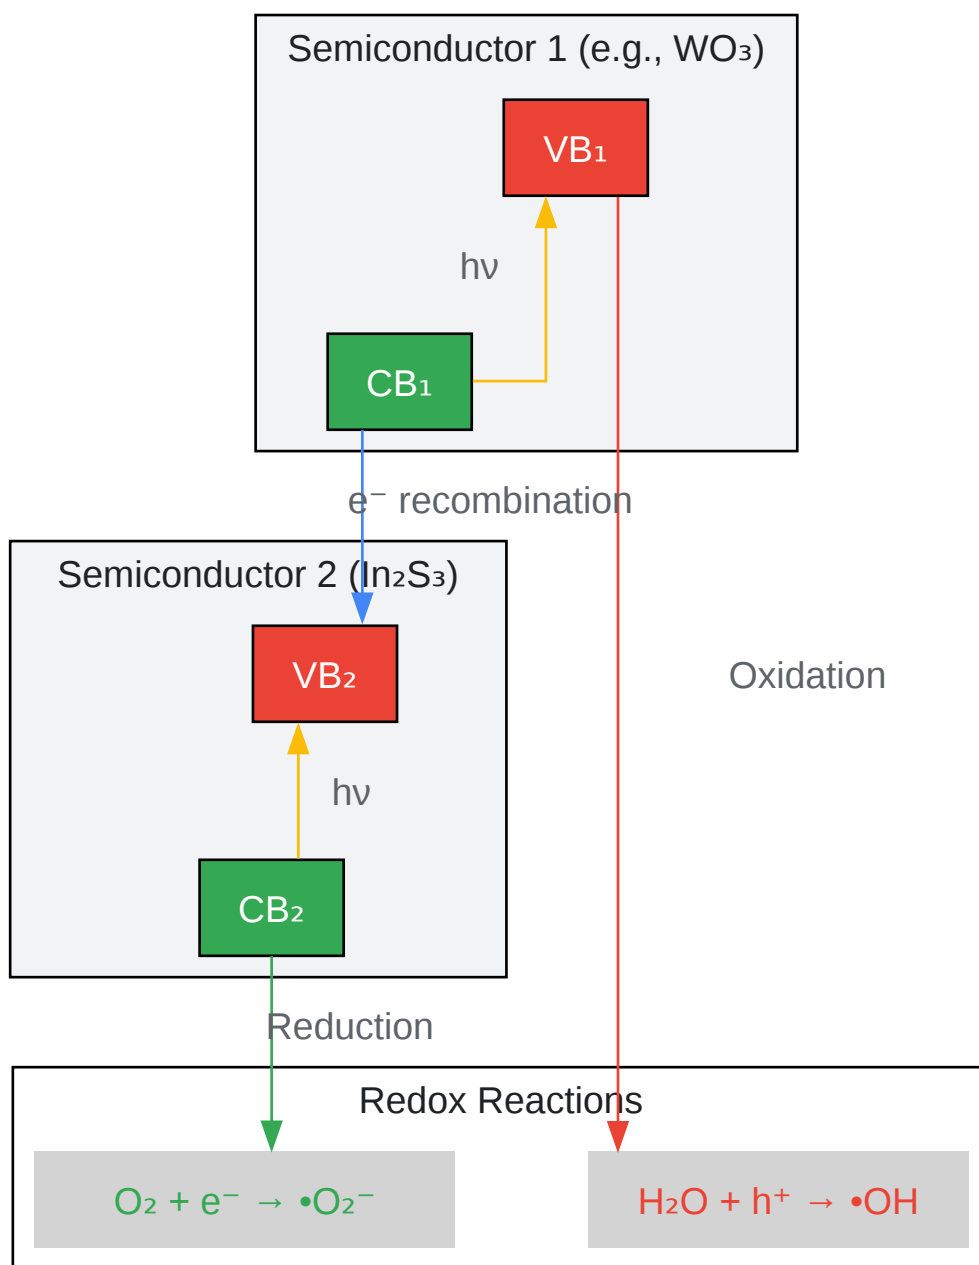 Semiconductor 1 (e.g., WO₃)
VB₁
hν
CB₁
e⁻ recombination
Semiconductor 2 (In₂S₃)
VB₂
Oxidation
hν
CB₂
Reduction
Redox Reactions
O₂ + e⁻ → •O₂⁻
H₂O + h⁺ → •OH